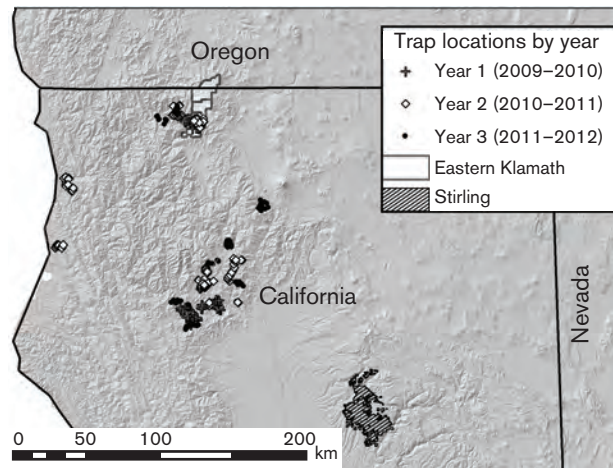 Oregon
Trap locations by year
Year 1 (2009–2010)
Year 2 (2010–2011)
Year 3 (2011–2012)
Eastern Klamath
Stirling
California
Nevada
0 50 100 200
km